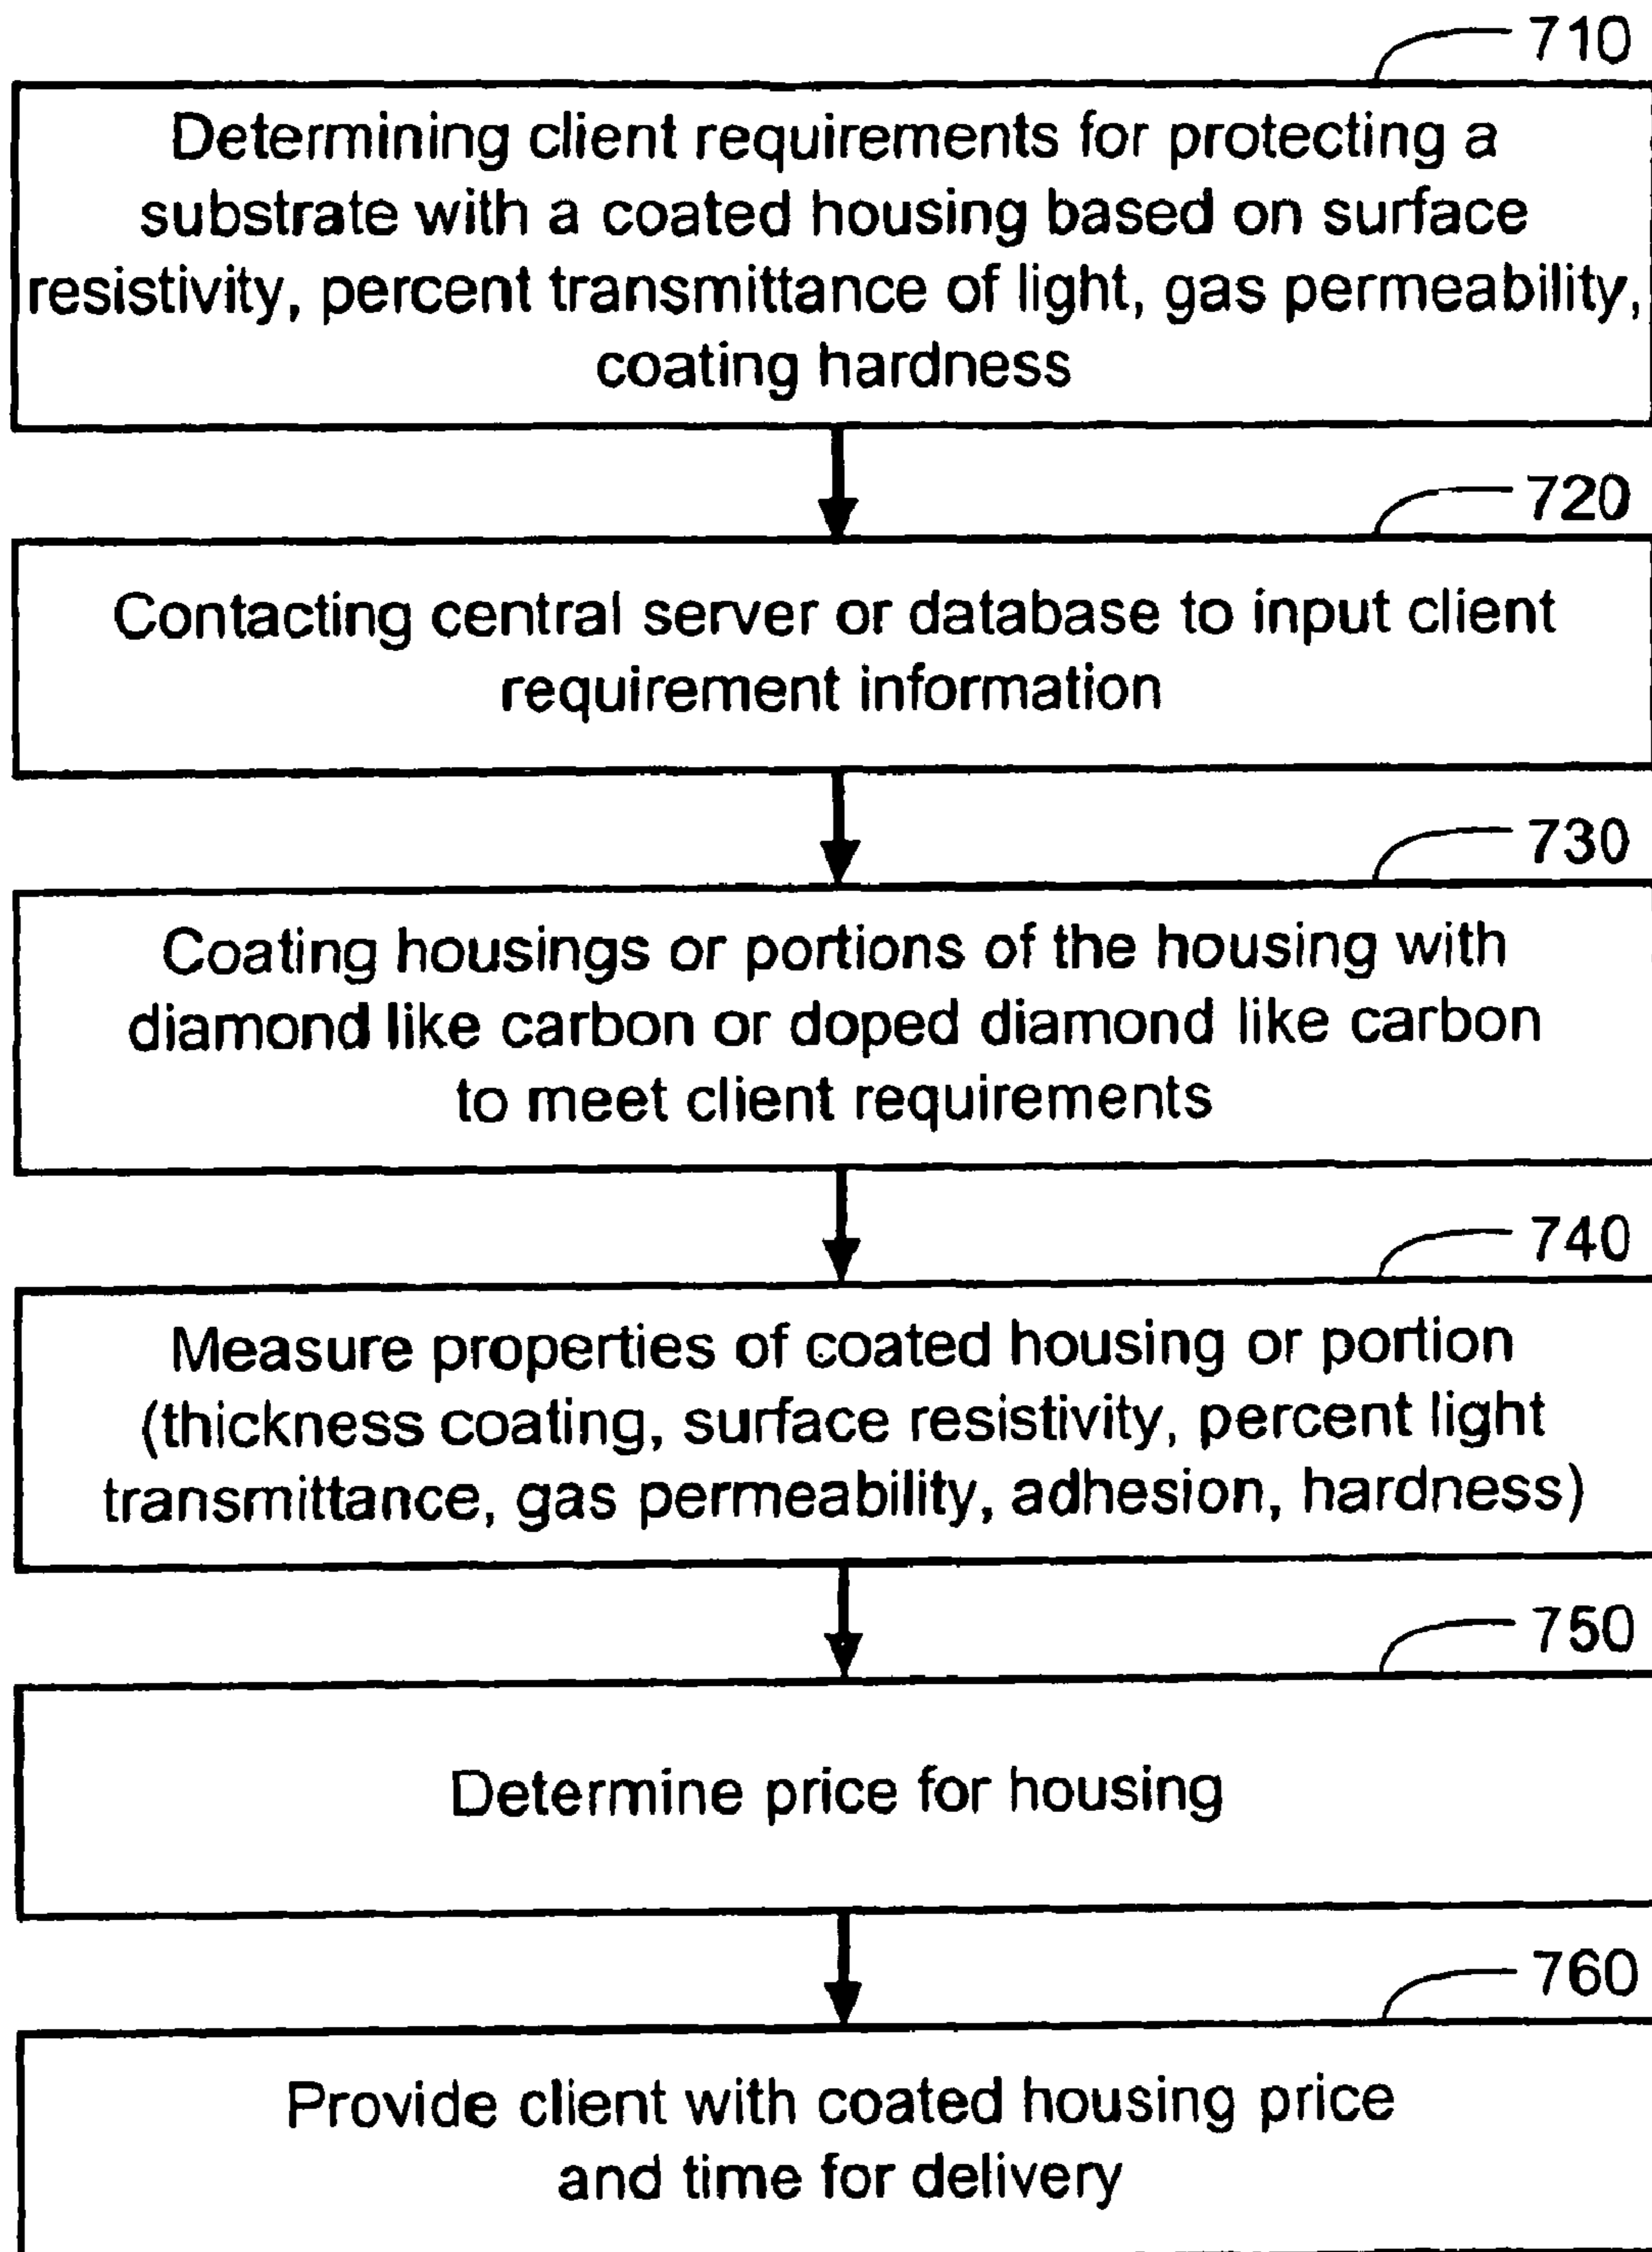 710
Determining client requirements for protecting a
substrate with a coated housing based on surface
resistivity, percent transmittance of light, gas permeability,
coating hardness
720
Contacting central server or database to input client
requirement information
730
Coating housings or portions of the housing with
diamond like carbon or doped diamond like carbon
to meet client requirements
740
Measure properties of coated housing or portion
(thickness coating, surface resistivity, percent light
transmittance, gas permeability, adhesion, hardness)
750
Determine price for housing
760
Provide client with coated housing price
and time for delivery